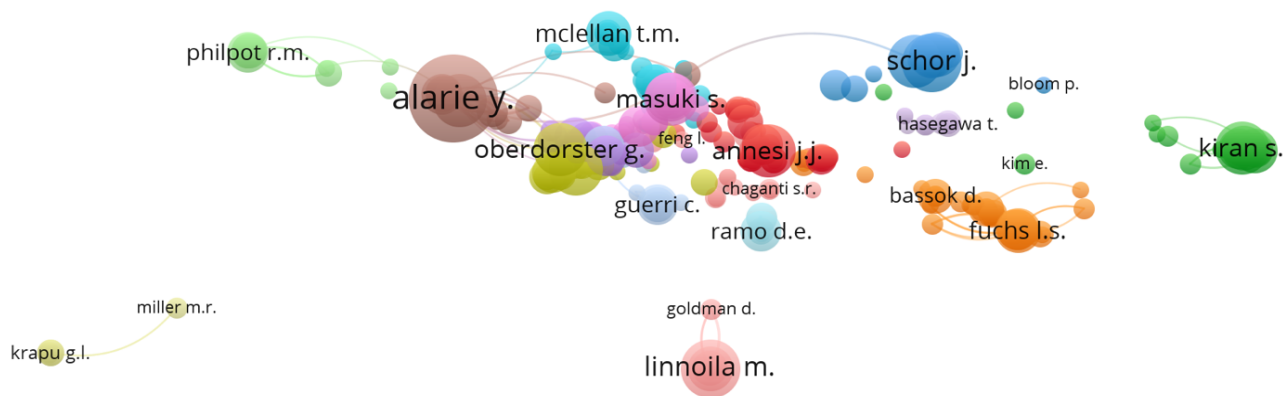 mclellan t.m.
philpot r.m.
schor j.
bloom p.
alarie y.
masuki s.
hasegawa t.
feng l.
oberdorster g.
annesi j.j.
kiran s.
kim e.
chaganti s.r.
bassok d.
guerri c.
ramo d.e.
fuchs l.s.
miller m.r.
goldman d.
krapu g.l.
linnoila m.